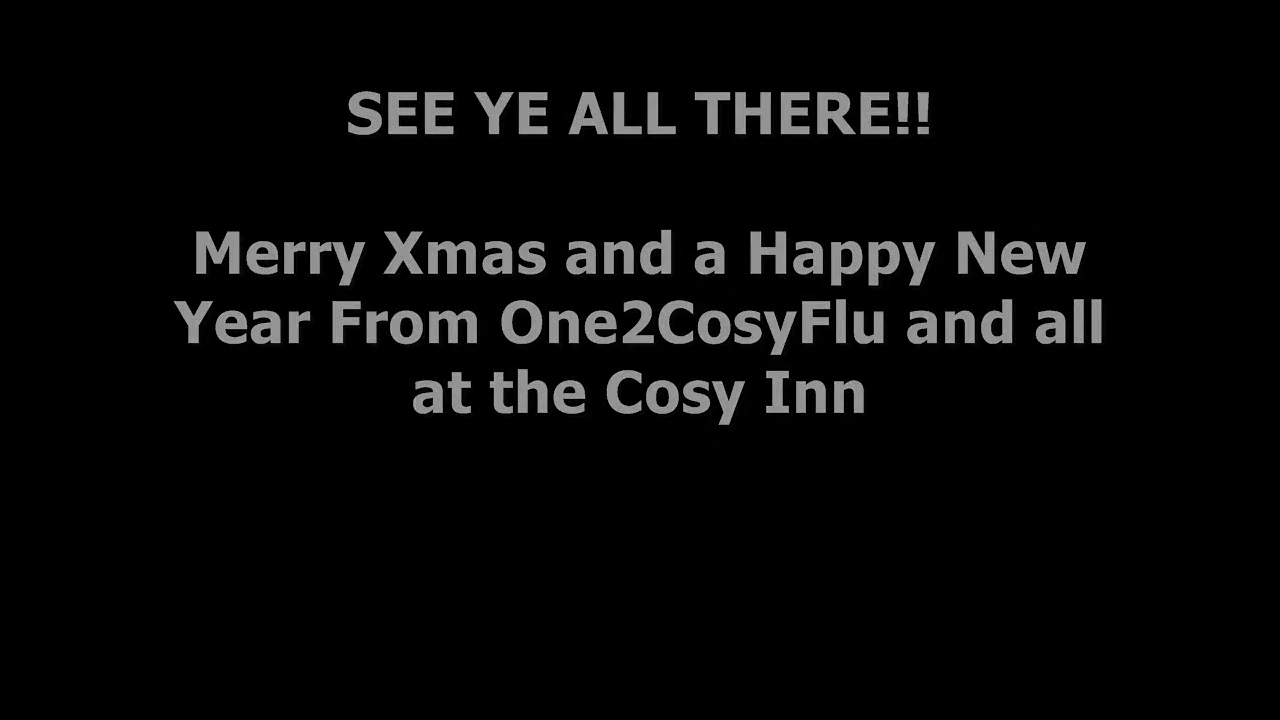 SEE YE ALL THERE!!
Merry Xmas and a Happy New
Year From One2CosyFlu and all
at the Cosy Inn